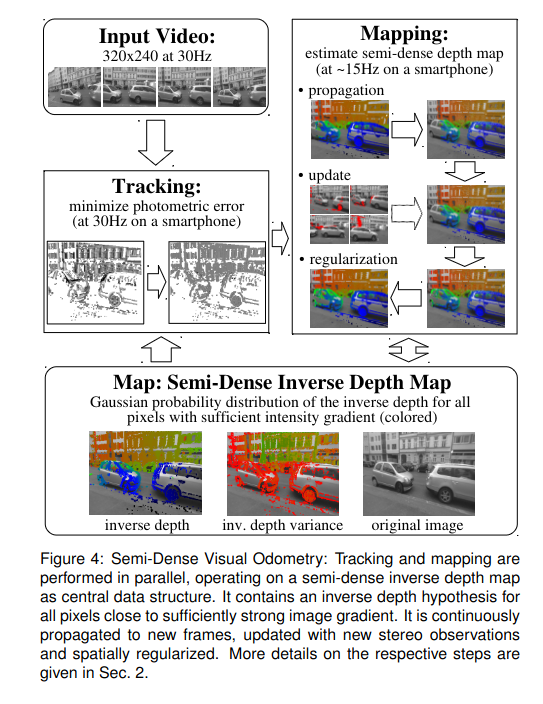 Input Video:
320x240 at 30Hz
Tracking:
minimize photometric error
(at 30Hz on a smartphone)
Mapping:
estimate semi-dense depth map
(at ~15Hz on a smartphone)
• propagation
• update
• regularization
Map: Semi-Dense Inverse Depth Map
Gaussian probability distribution of the inverse depth for all
pixels with sufficient intensity gradient (colored)
inverse depth
inv. depth variance
original image
Figure 4: Semi-Dense Visual Odometry: Tracking and mapping are
performed in parallel, operating on a semi-dense inverse depth map
as central data structure. It contains an inverse depth hypothesis for
all pixels close to sufficiently strong image gradient. It is continuously
propagated to new frames, updated with new stereo observations
and spatially regularized. More details on the respective steps are
given in Sec. 2.